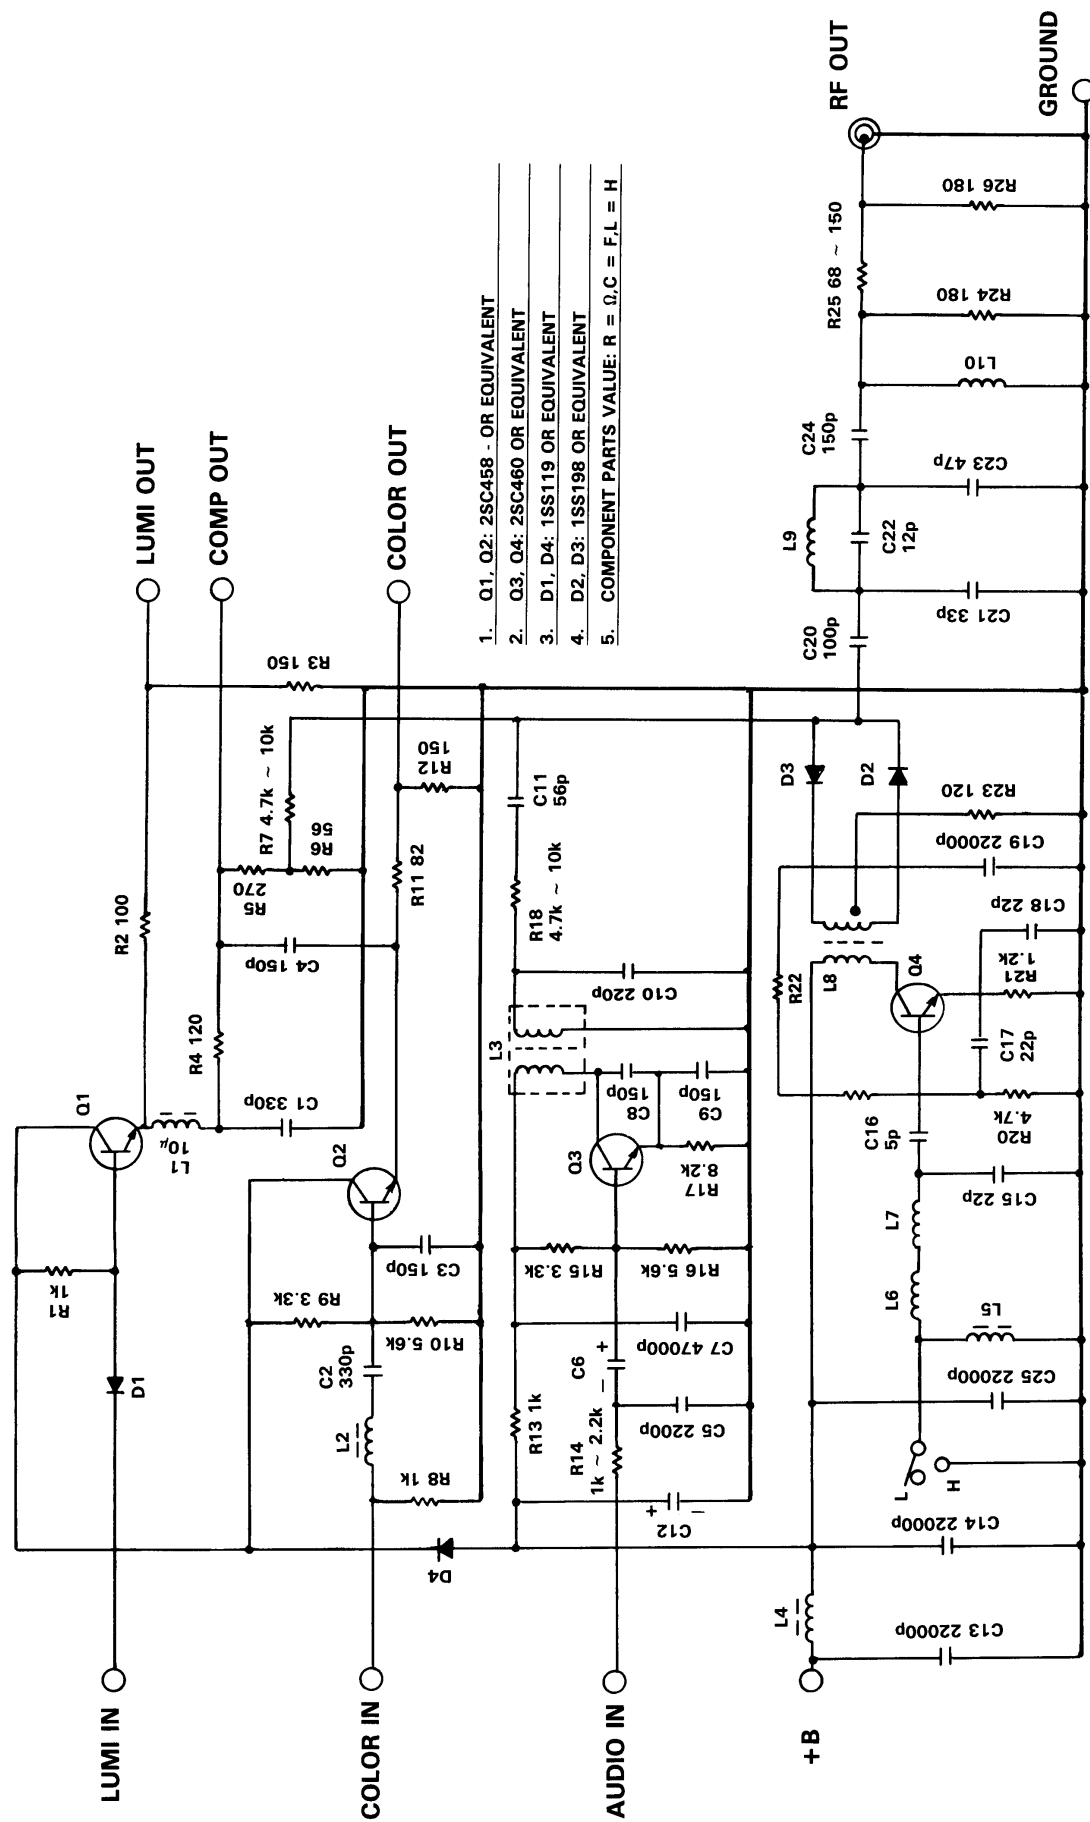 LUMI IN
COLOR IN
AUDIO IN
+B
LUMI OUT
COMP OUT
COLOR OUT
RF OUT
GROUND
1. Q1, Q2: 2SC458 - OR EQUIVALENT
2. Q3, Q4: 2SC460 OR EQUIVALENT
3. D1, D4: 1SS119 OR EQUIVALENT
4. D2, D3: 1SS198 OR EQUIVALENT
5. COMPONENT PARTS VALUE: R = Ω,C = F,L = H
D1
R1
1k
Q1
L1
10μ
R2 100
R3 150
R4 120
C1 330p
C4 150p
R5
270
R6
56
R7 4.7k ~ 10k
L2
C2
330p
R8 1k
R9 3.3k
R10 5.6k
C3 150p
Q2
R11 82
R12
150
D4
C12
+
−
R13 1k
R14
1k ~ 2.2k
C5 2200p
C6
−
+
C7 47000p
R15 3.3k
R16 5.6k
Q3
R17
8.2k
C8
150p
C9
150p
L3
C10 220p
R18
4.7k ~ 10k
C11
56p
L4
C13 22000p
C14 22000p
L
H
C25 22000p
L5
L6
L7
C15 22p
C16
5p
R20
4.7k
C17
22p
R21
1.2k
C18 22p
Q4
L8
R22
C19 22000p
R23 120
D3
D2
C20
100p
C21 33p
L9
C22
12p
C23 47p
C24
150p
L10
R24 180
R25 68 ~ 150
R26 180